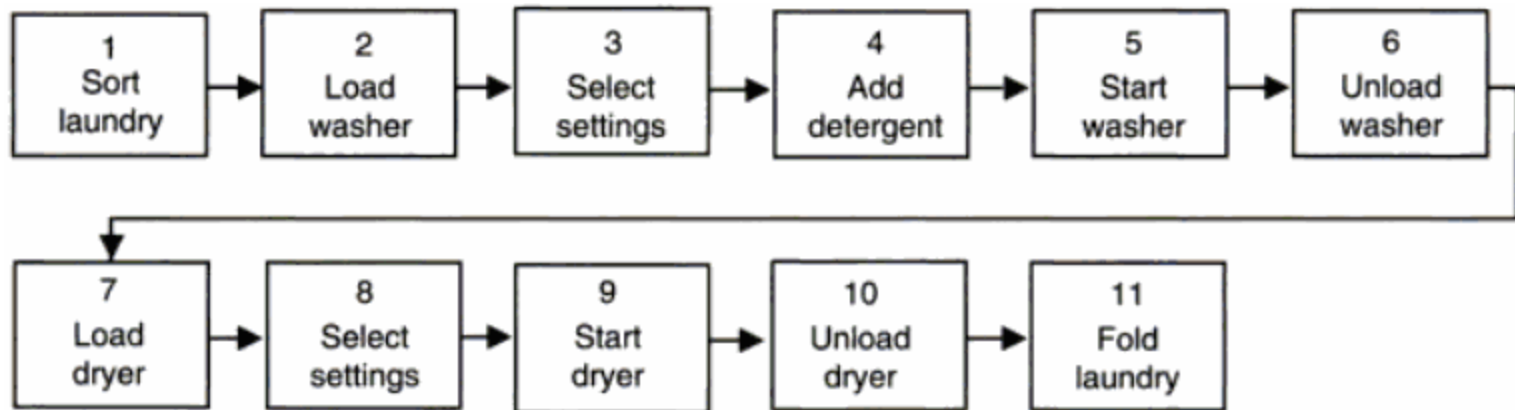 1
Sort
laundry
2
Load
washer
3
Select
settings
4
Add
detergent
5
Start
washer
6
Unload
washer
7
Load
dryer
8
Select
settings
9
Start
dryer
10
Unload
dryer
11
Fold
laundry